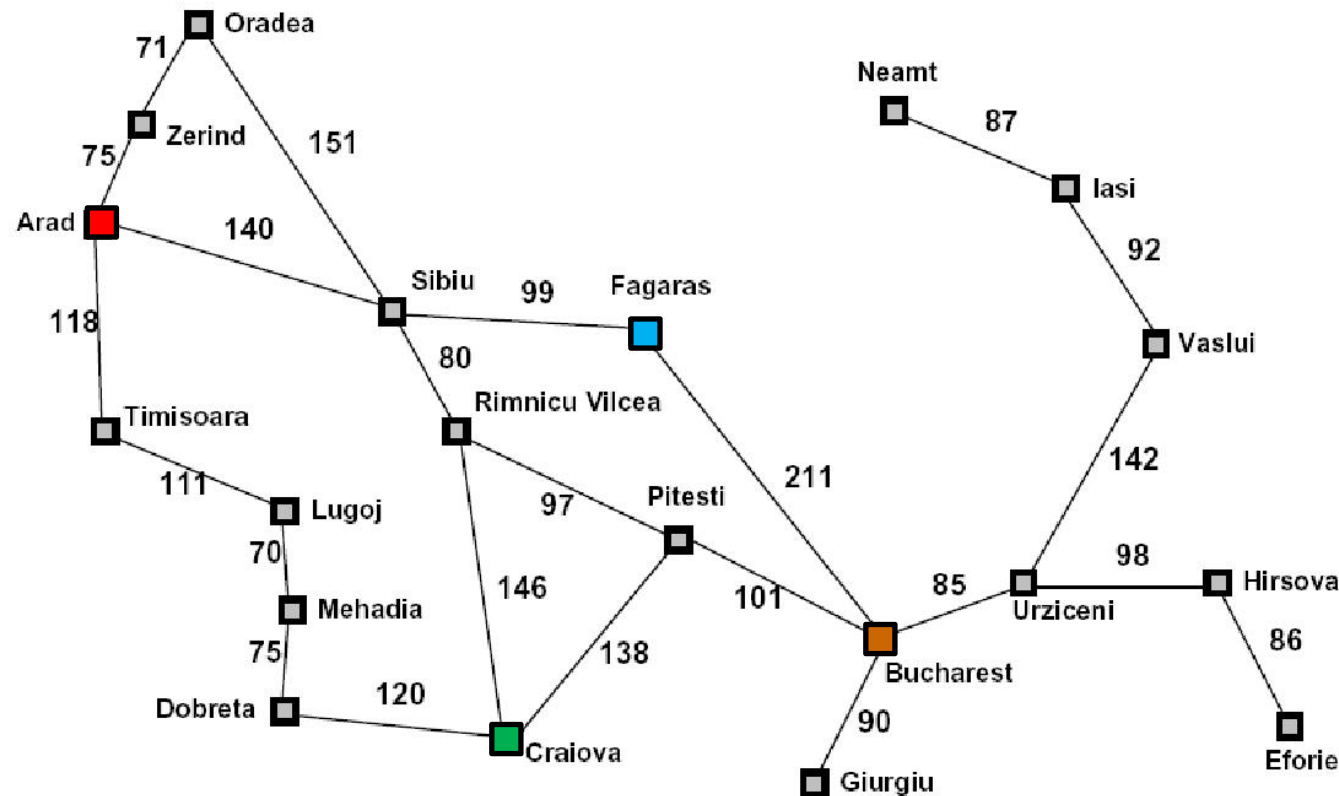 Oradea
71
Neamt
87
Zerind
151
75
Iasi
Arad
140
92
Sibiu
99
Fagaras
118
Vaslui
80
Timisoara
Rimnicu Vilcea
142
111
211
Pitesti
Lugoj
97
70
98
Hirsova
146
101
85
Urziceni
Mehadia
75
138
86
Bucharest
120
Dobreta
90
Craiova
Eforie
Giurgiu